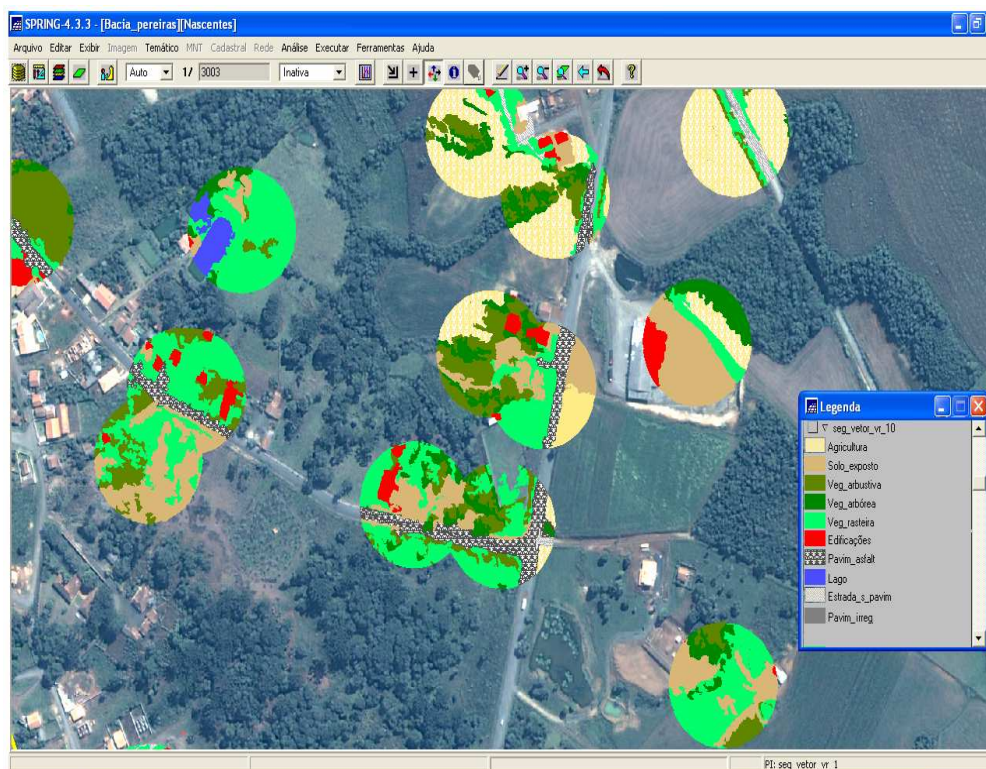 SPRING-4.3.3 - [Bacia_pereiras][Nascentes]
Arquivo Editar Exibir Imagem Temático MNT Cadastral Rede Análise Executar Ferramentas Ajuda
Auto 1/ 3003 Inativa
Legenda
seg_vetor_vr_10
Agricultura
Solo_exposto
Veg_arbustiva
Veg_arbórea
Veg_rasteira
Edificações
Pavim_asfalt
Lago
Estrada_s_pavim
Pavim_irreg
PI: seg_vetor_vr_1